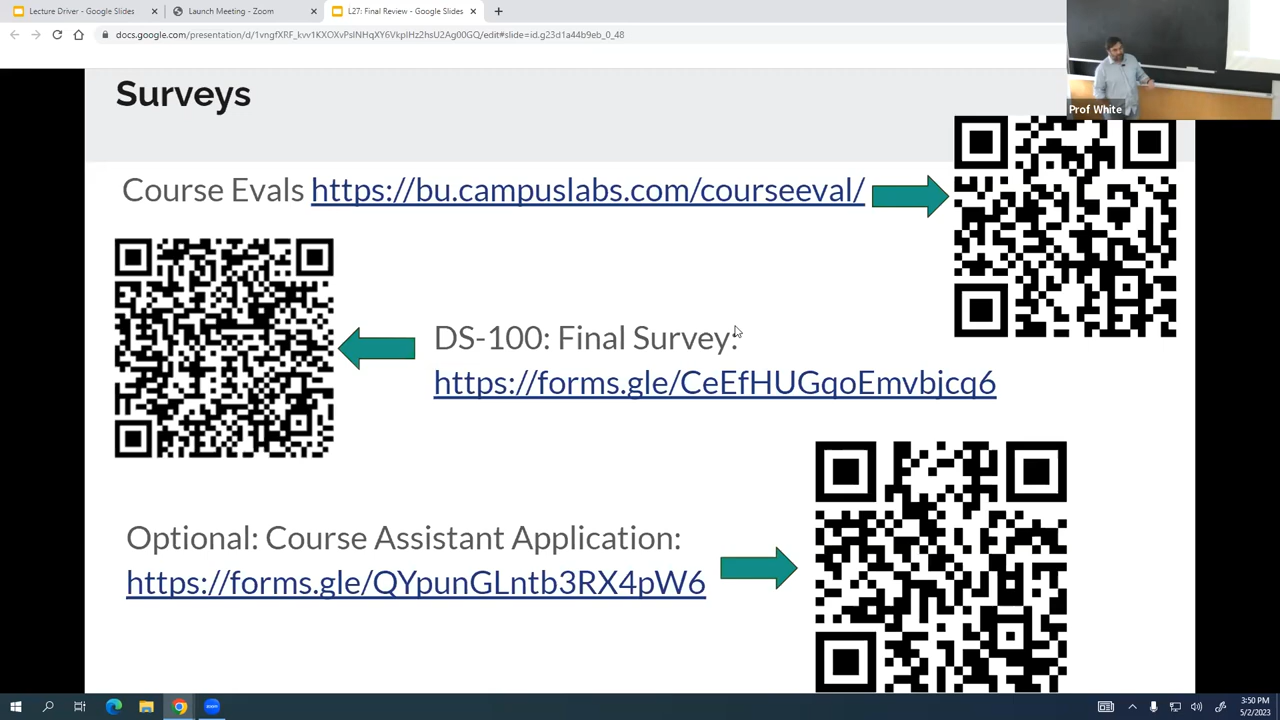 Lecture Driver - Google Slides
Launch Meeting - Zoom
L27: Final Review - Google Slides
docs.google.com/presentation/d/1vngfXRF_kvv1KXOXvPslNHqXY6VkpIHz2hsU2Ag00GQ/edit#slide=id.g23d1a44b9eb_0_48
Prof White
Surveys
Course Evals https://bu.campuslabs.com/courseeval/
DS-100: Final Survey:
https://forms.gle/CeEfHUGqoEmvbjcq6
Optional: Course Assistant Application:
https://forms.gle/QYpunGLntb3RX4pW6
zoom
3:50 PM
5/2/2023